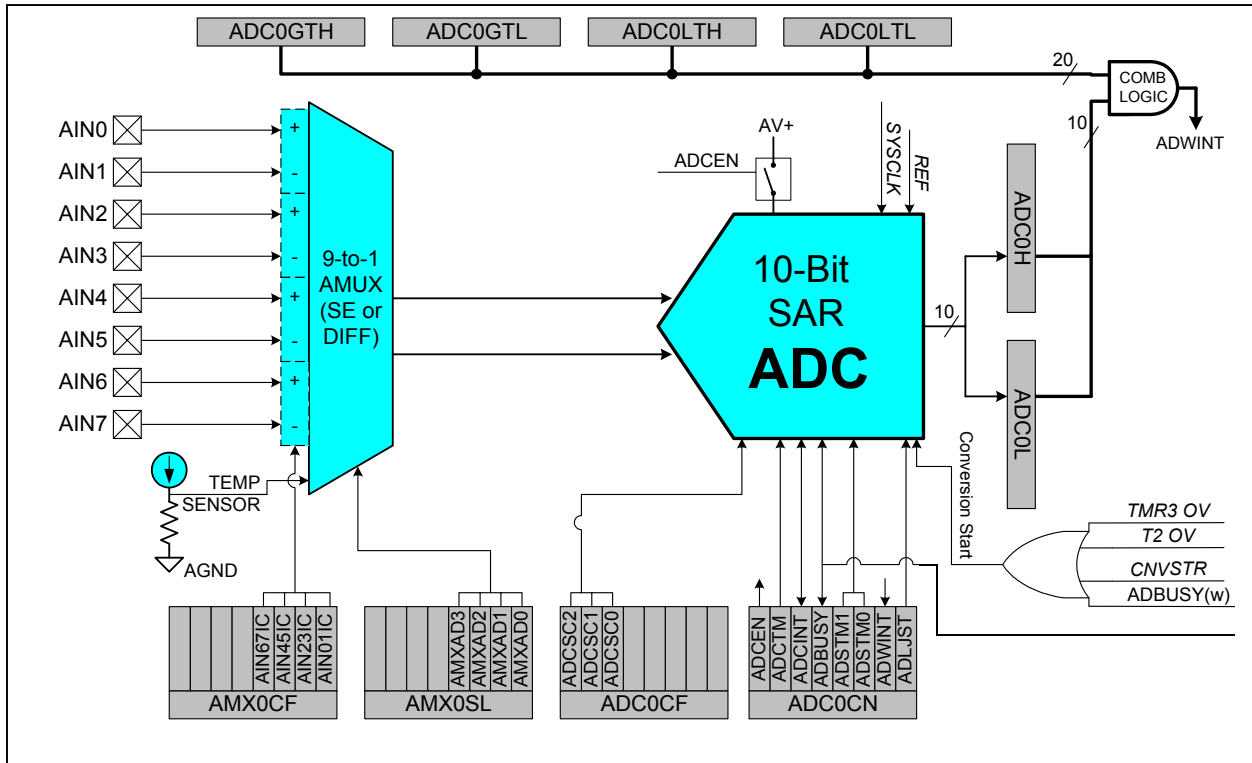 ADC0GTH
ADC0GTL
ADC0LTH
ADC0LTL
20
COMB
LOGIC
10
ADWINT
AIN0
AIN1
AIN2
AIN3
AIN4
AIN5
AIN6
AIN7
+
-
+
-
+
-
+
-
9-to-1
AMUX
(SE or
DIFF)
TEMP
SENSOR
AGND
AV+
ADCEN
SYSCLK
REF
10-Bit
SAR
ADC
10
ADC0H
ADC0L
Conversion Start
TMR3 OV
T2 OV
CNVSTR
ADBUSY(w)
AIN67IC
AIN45IC
AIN23IC
AIN01IC
AMX0CF
AMXAD3
AMXAD2
AMXAD1
AMXAD0
AMX0SL
ADCSC2
ADCSC1
ADCSC0
ADC0CF
ADCEN
ADCTM
ADCINT
ADBUSY
ADSTM1
ADSTM0
ADWINT
ADLJST
ADC0CN